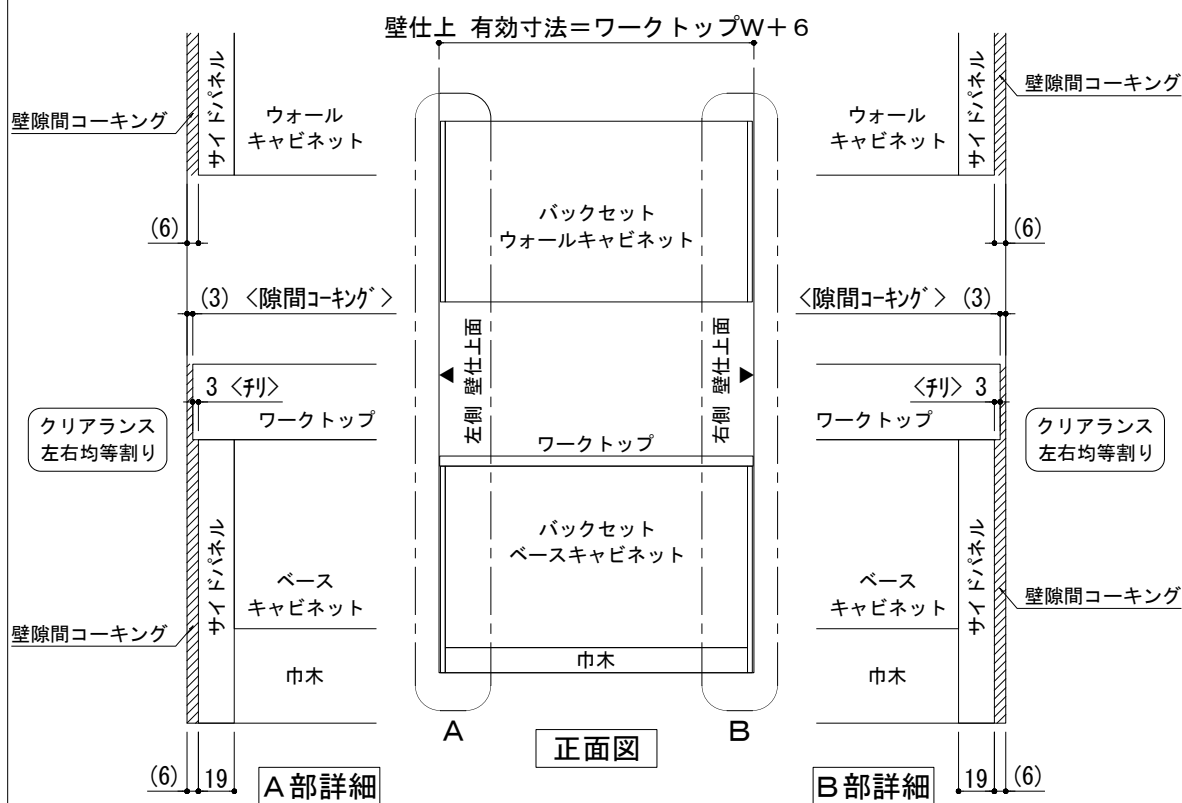 壁仕上 有効寸法＝ワークトップW＋6
サイドパネル
ウォール
キャビネット
壁隙間コーキング
(6)
(3) <隙間ｺｰｷﾝｸﾞ>
3 <ﾁﾘ>
ワークトップ
クリアランス
左右均等割り
サイドパネル
ベース
キャビネット
壁隙間コーキング
巾木
(6)
19
A部詳細
バックセット
ウォールキャビネット
左側 壁仕上面
右側 壁仕上面
ワークトップ
バックセット
ベースキャビネット
巾木
A
B
正面図
ウォール
キャビネット
サイドパネル
壁隙間コーキング
(6)
<隙間ｺｰｷﾝｸﾞ> (3)
<ﾁﾘ> 3
ワークトップ
クリアランス
左右均等割り
ベース
キャビネット
サイドパネル
壁隙間コーキング
巾木
B部詳細
19
(6)